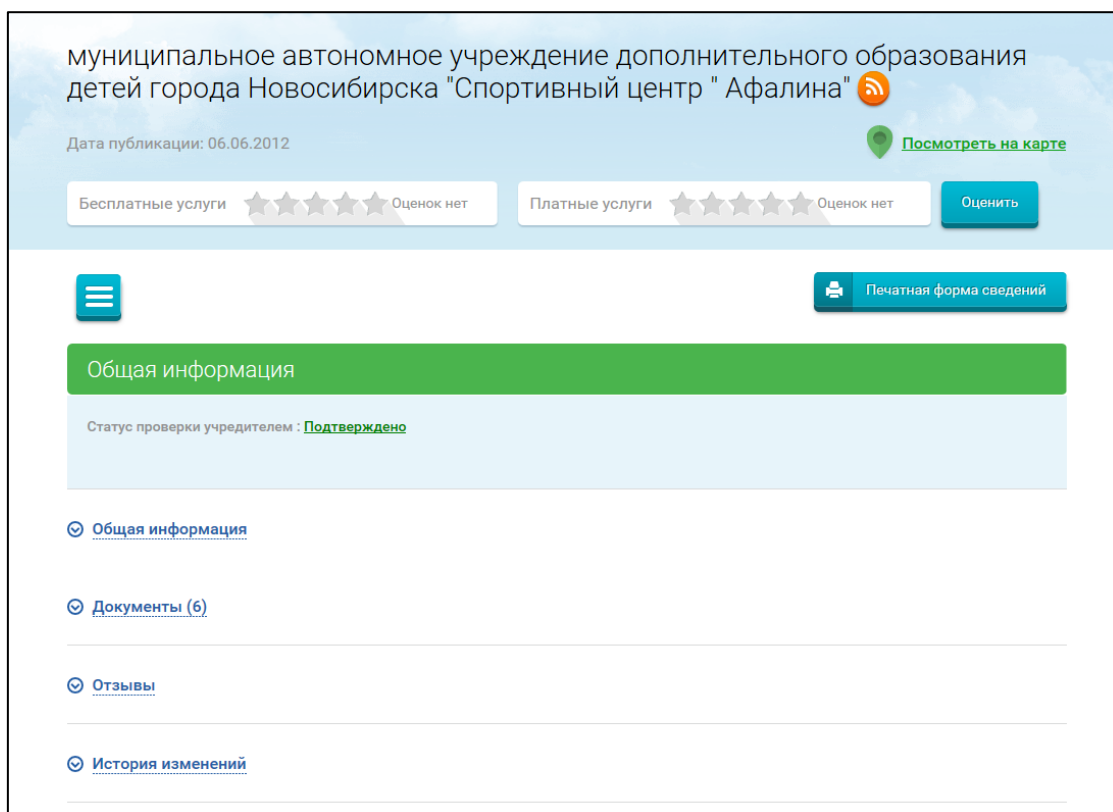 муниципальное автономное учреждение дополнительного образования
детей города Новосибирска "Спортивный центр " Афалина"
Дата публикации: 06.06.2012
Посмотреть на карте
Бесплатные услуги Оценок нет
Платные услуги Оценок нет
Оценить
Печатная форма сведений
Общая информация
Статус проверки учредителем : Подтверждено
Общая информация
Документы (6)
Отзывы
История изменений